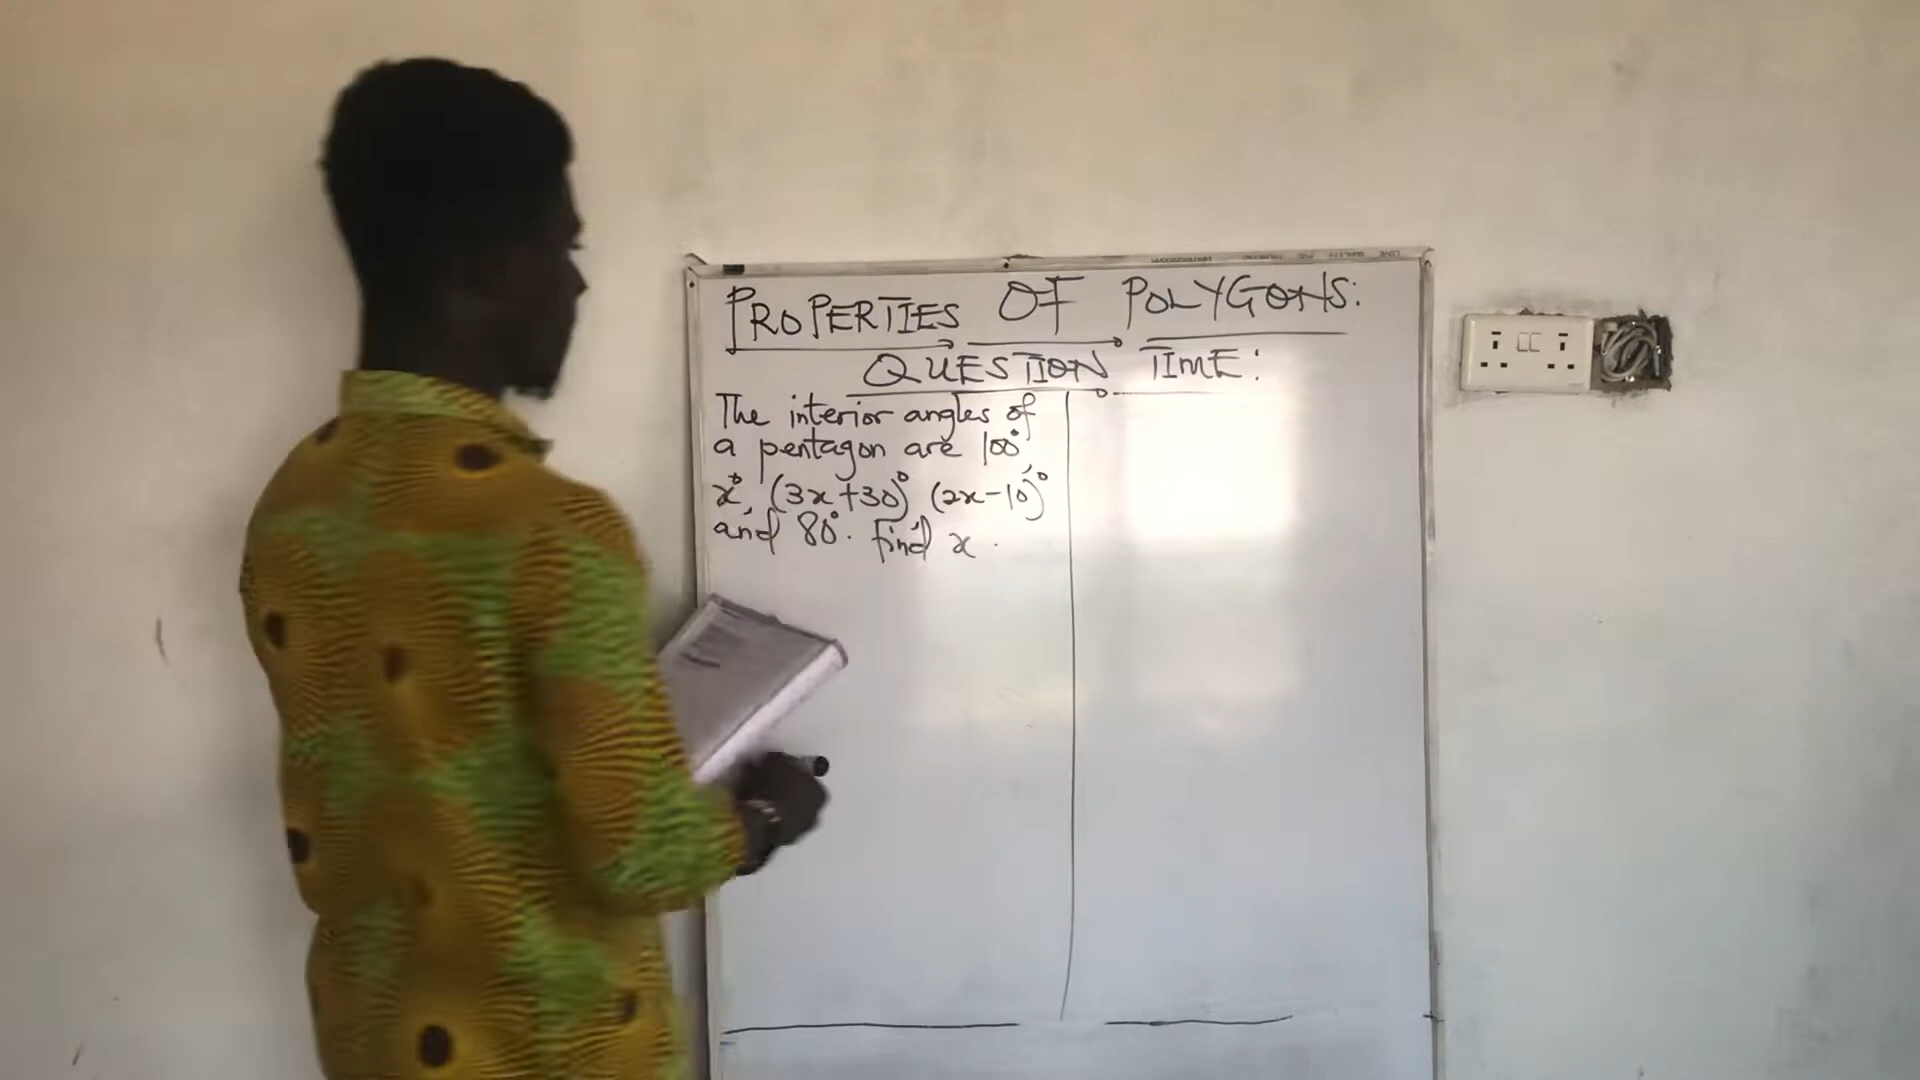 PROPERTIES OF POLYGONS:
QUESTION TIME:
The interior angles of
a pentagon are 100°,
x°, (3x+30)°, (2x-10)°
and 80°. find x.